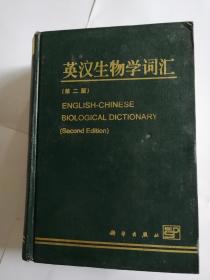 英汉生物学词汇
(第二版)
ENGLISH-CHINESE
BIOLOGICAL DICTIONARY
(Second Edition)
科学出版社